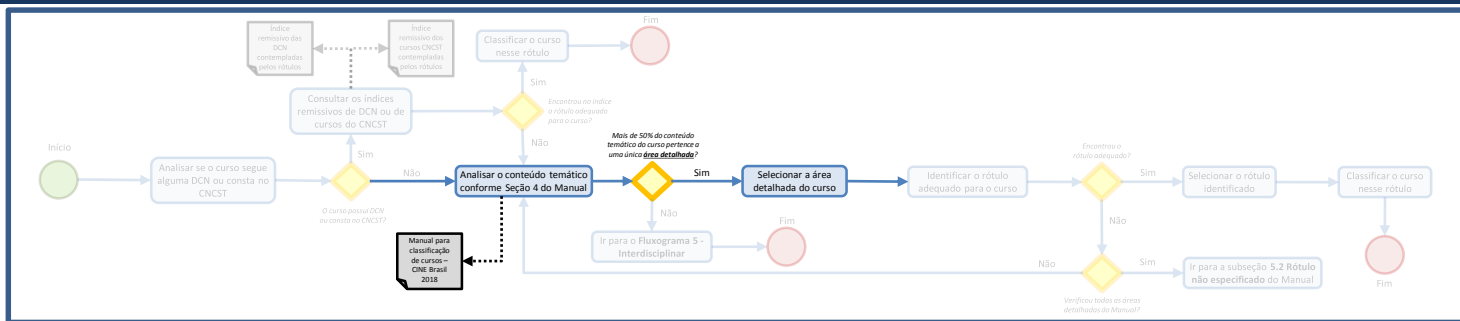 Índice
remissivo das
DCN
contempladas
pelos rótulos
Índice
remissivo dos
cursos CNCST
contemplados
pelos rótulos
Classificar o curso
nesse rótulo
Fim
Consultar os índices
remissivos de DCN ou de
cursos do CNCST
Sim
Encontrou no índice
o rótulo adequado
para o curso?
Não
Início
Analisar se o curso segue
alguma DCN ou consta no
CNCST
Sim
Não
O curso possui DCN
ou consta no CNCST?
Analisar o conteúdo temático
conforme Seção 4 do Manual
Mais de 50% do conteúdo
temático do curso pertence a
uma única área detalhada?
Sim
Selecionar a área
detalhada do curso
Identificar o rótulo
adequado para o curso
Encontrou o
rótulo adequado?
Sim
Selecionar o rótulo
identificado
Classificar o curso
nesse rótulo
Manual para
classificação
de cursos –
CINE Brasil
2018
Não
Ir para o Fluxograma 5 -
Interdisciplinar
Fim
Não
Não
Sim
Ir para a subseção 5.2 Rótulo
não especificado do Manual
Verificou todas as áreas
detalhadas do Manual?
Fim